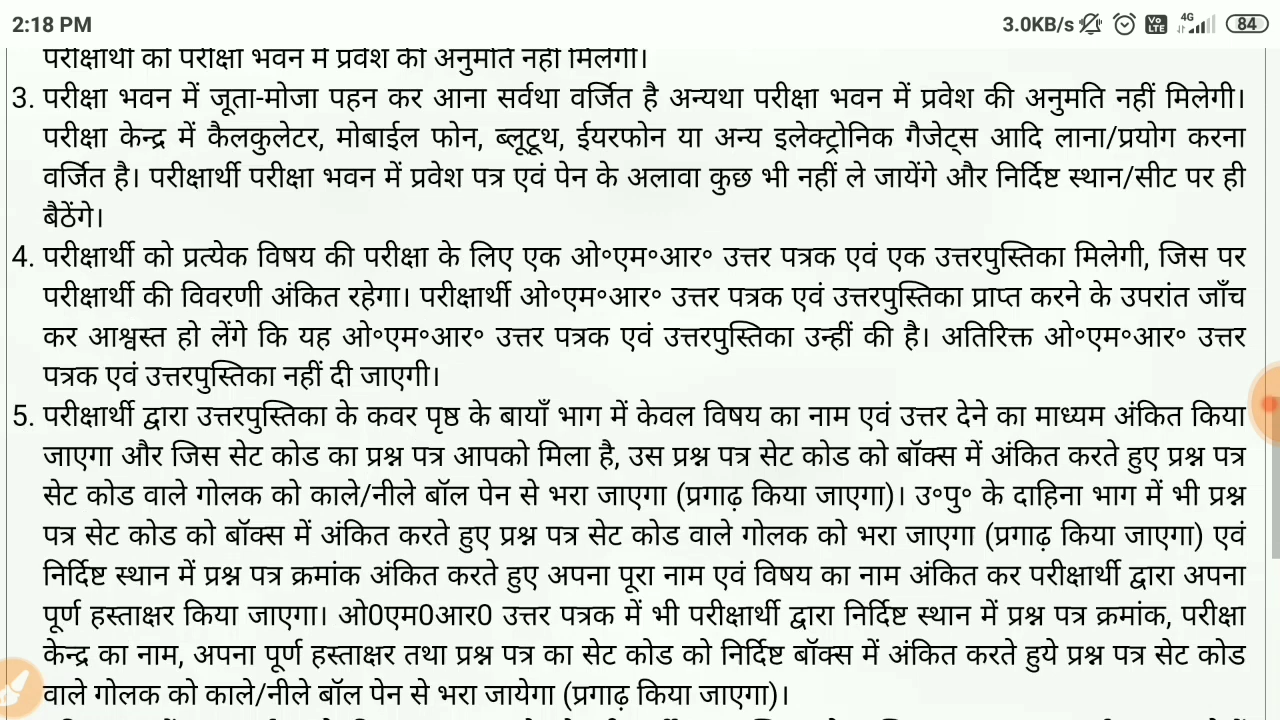 2:18 PM
3.0KB/s 4G Vo LTE 84
परीक्षार्थी को परीक्षा भवन में प्रवेश की अनुमति नहीं मिलेगी।
3. परीक्षा भवन में जूता-मोजा पहन कर आना सर्वथा वर्जित है अन्यथा परीक्षा भवन में प्रवेश की अनुमति नहीं मिलेगी।
परीक्षा केन्द्र में कैलकुलेटर, मोबाईल फोन, ब्लूटूथ, ईयरफोन या अन्य इलेक्ट्रोनिक गैजेट्स आदि लाना/प्रयोग करना
वर्जित है। परीक्षार्थी परीक्षा भवन में प्रवेश पत्र एवं पेन के अलावा कुछ भी नहीं ले जायेंगे और निर्दिष्ट स्थान/सीट पर ही
बैठेंगे।
4. परीक्षार्थी को प्रत्येक विषय की परीक्षा के लिए एक ओ॰एम॰आर॰ उत्तर पत्रक एवं एक उत्तरपुस्तिका मिलेगी, जिस पर
परीक्षार्थी की विवरणी अंकित रहेगा। परीक्षार्थी ओ॰एम॰आर॰ उत्तर पत्रक एवं उत्तरपुस्तिका प्राप्त करने के उपरांत जाँच
कर आश्वस्त हो लेंगे कि यह ओ॰एम॰आर॰ उत्तर पत्रक एवं उत्तरपुस्तिका उन्हीं की है। अतिरिक्त ओ॰एम॰आर॰ उत्तर
पत्रक एवं उत्तरपुस्तिका नहीं दी जाएगी।
5. परीक्षार्थी द्वारा उत्तरपुस्तिका के कवर पृष्ठ के बायाँ भाग में केवल विषय का नाम एवं उत्तर देने का माध्यम अंकित किया
जाएगा और जिस सेट कोड का प्रश्न पत्र आपको मिला है, उस प्रश्न पत्र सेट कोड को बॉक्स में अंकित करते हुए प्रश्न पत्र
सेट कोड वाले गोलक को काले/नीले बॉल पेन से भरा जाएगा (प्रगाढ़ किया जाएगा)। उ॰पु॰ के दाहिना भाग में भी प्रश्न
पत्र सेट कोड को बॉक्स में अंकित करते हुए प्रश्न पत्र सेट कोड वाले गोलक को भरा जाएगा (प्रगाढ़ किया जाएगा) एवं
निर्दिष्ट स्थान में प्रश्न पत्र क्रमांक अंकित करते हुए अपना पूरा नाम एवं विषय का नाम अंकित कर परीक्षार्थी द्वारा अपना
पूर्ण हस्ताक्षर किया जाएगा। ओ0एम0आर0 उत्तर पत्रक में भी परीक्षार्थी द्वारा निर्दिष्ट स्थान में प्रश्न पत्र क्रमांक, परीक्षा
केन्द्र का नाम, अपना पूर्ण हस्ताक्षर तथा प्रश्न पत्र का सेट कोड को निर्दिष्ट बॉक्स में अंकित करते हुये प्रश्न पत्र सेट कोड
वाले गोलक को काले/नीले बॉल पेन से भरा जायेगा (प्रगाढ़ किया जाएगा)।